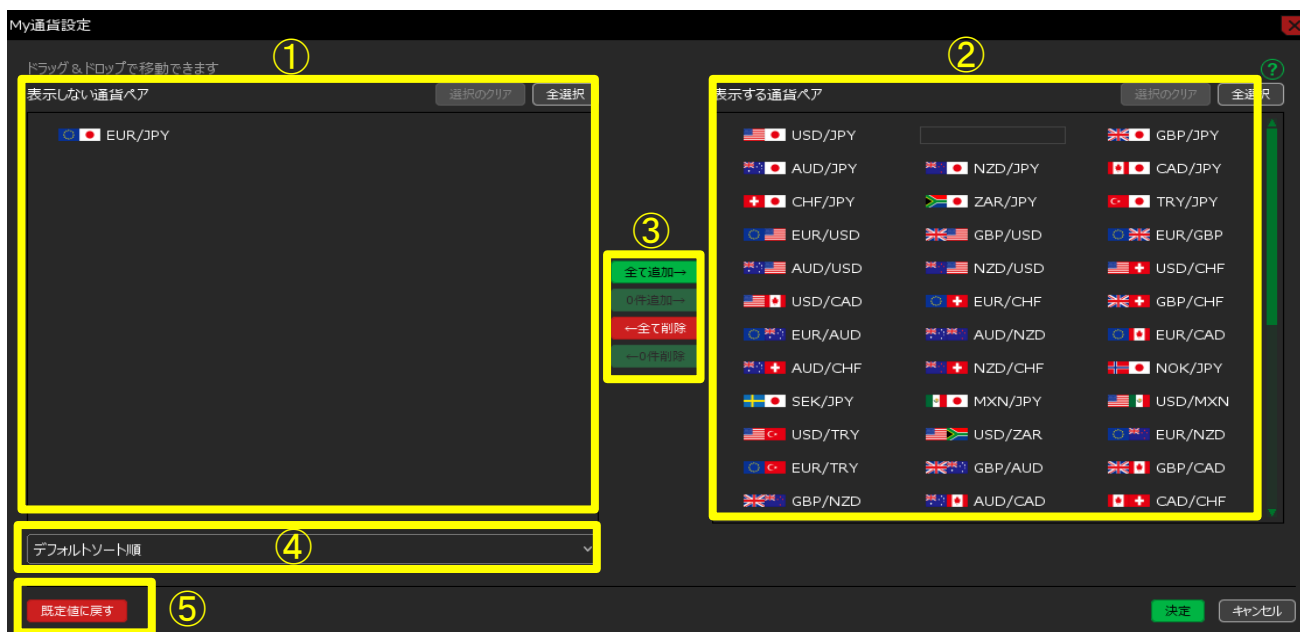 My通貨設定
ドラッグ&ドロップで移動できます
①
②
表示しない通貨ペア 選択のクリア 全選択
表示する通貨ペア 選択のクリア 全選択
?
EUR/JPY
USD/JPY GBP/JPY
AUD/JPY NZD/JPY CAD/JPY
CHF/JPY ZAR/JPY TRY/JPY
EUR/USD GBP/USD EUR/GBP
AUD/USD NZD/USD USD/CHF
USD/CAD EUR/CHF GBP/CHF
EUR/AUD AUD/NZD EUR/CAD
AUD/CHF NZD/CHF NOK/JPY
SEK/JPY MXN/JPY USD/MXN
USD/TRY USD/ZAR EUR/NZD
EUR/TRY GBP/AUD GBP/CAD
GBP/NZD AUD/CAD CAD/CHF
③
全て追加→
0件追加→
←全て削除
←0件削除
デフォルトソート順 ④
既定値に戻す ⑤
決定 キャンセル